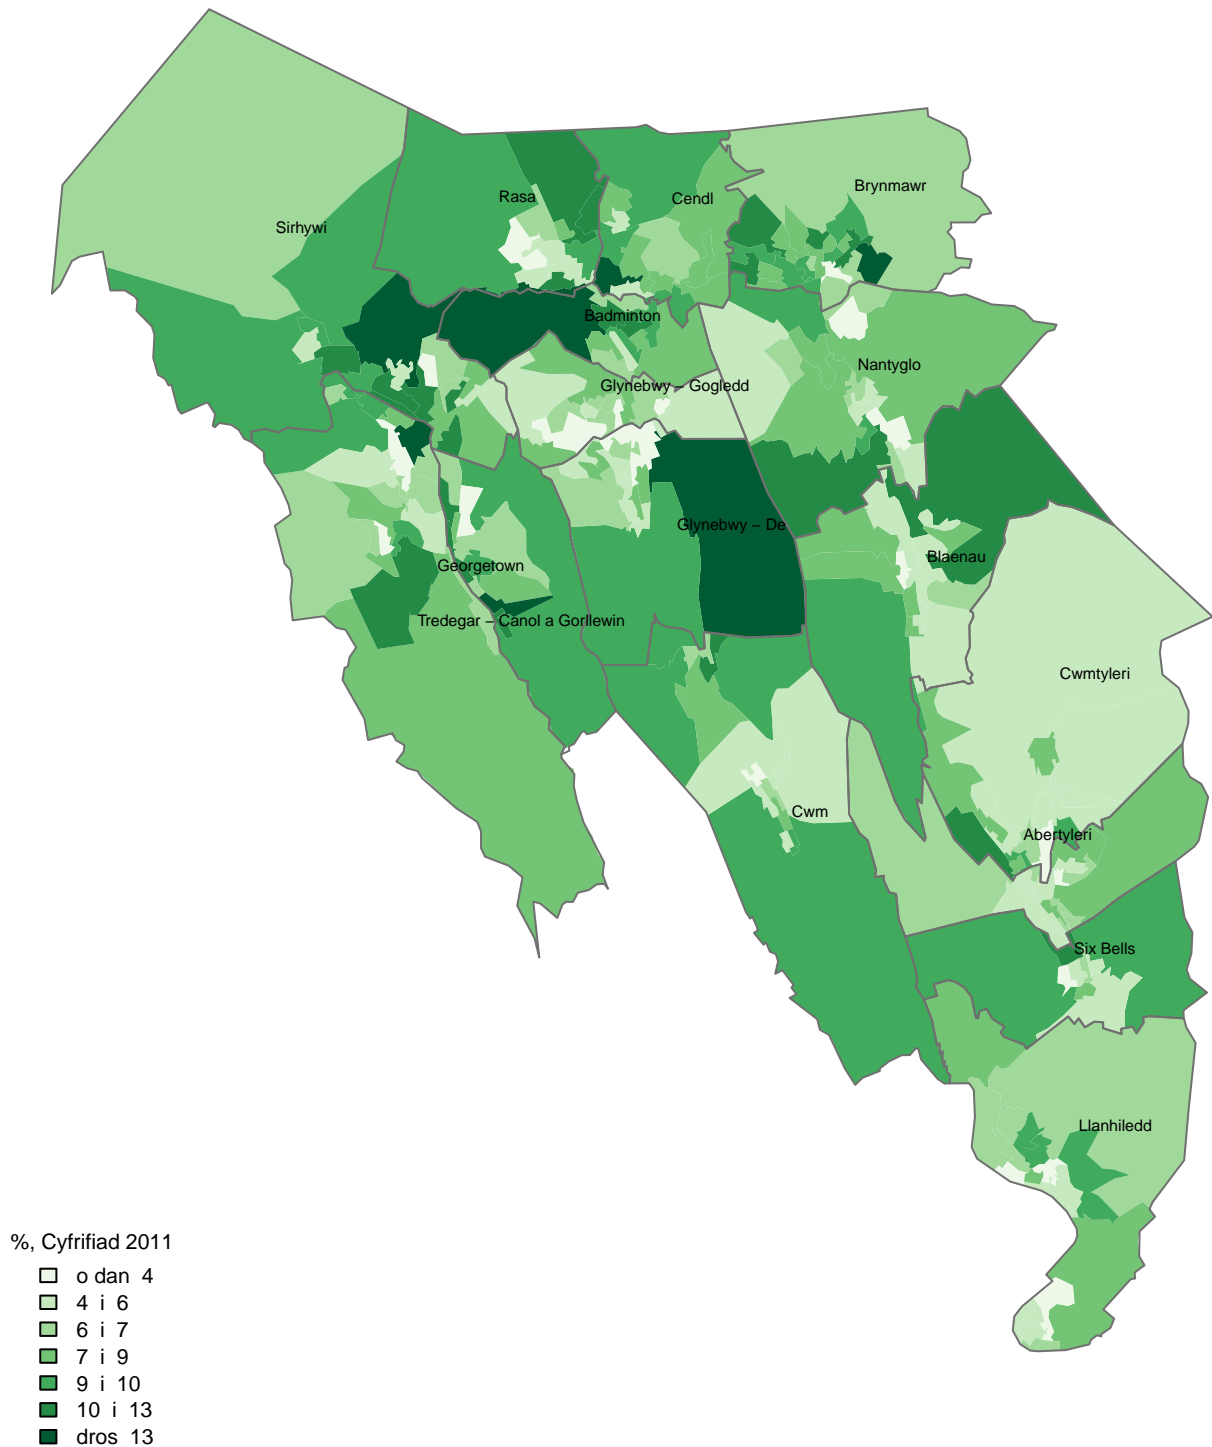 Brynmawr
Rasa
Cendl
Sirhywi
Badminton
Nantyglo
Glynebwy – Gogledd
Glynebwy – De
Blaenau
Georgetown
Tredegar – Canol a Gorllewin
Cwmtyleri
Cwm
Abertyleri
Six Bells
Llanhiledd
%, Cyfrifiad 2011
o dan 4
4 i 6
6 i 7
7 i 9
9 i 10
10 i 13
dros 13